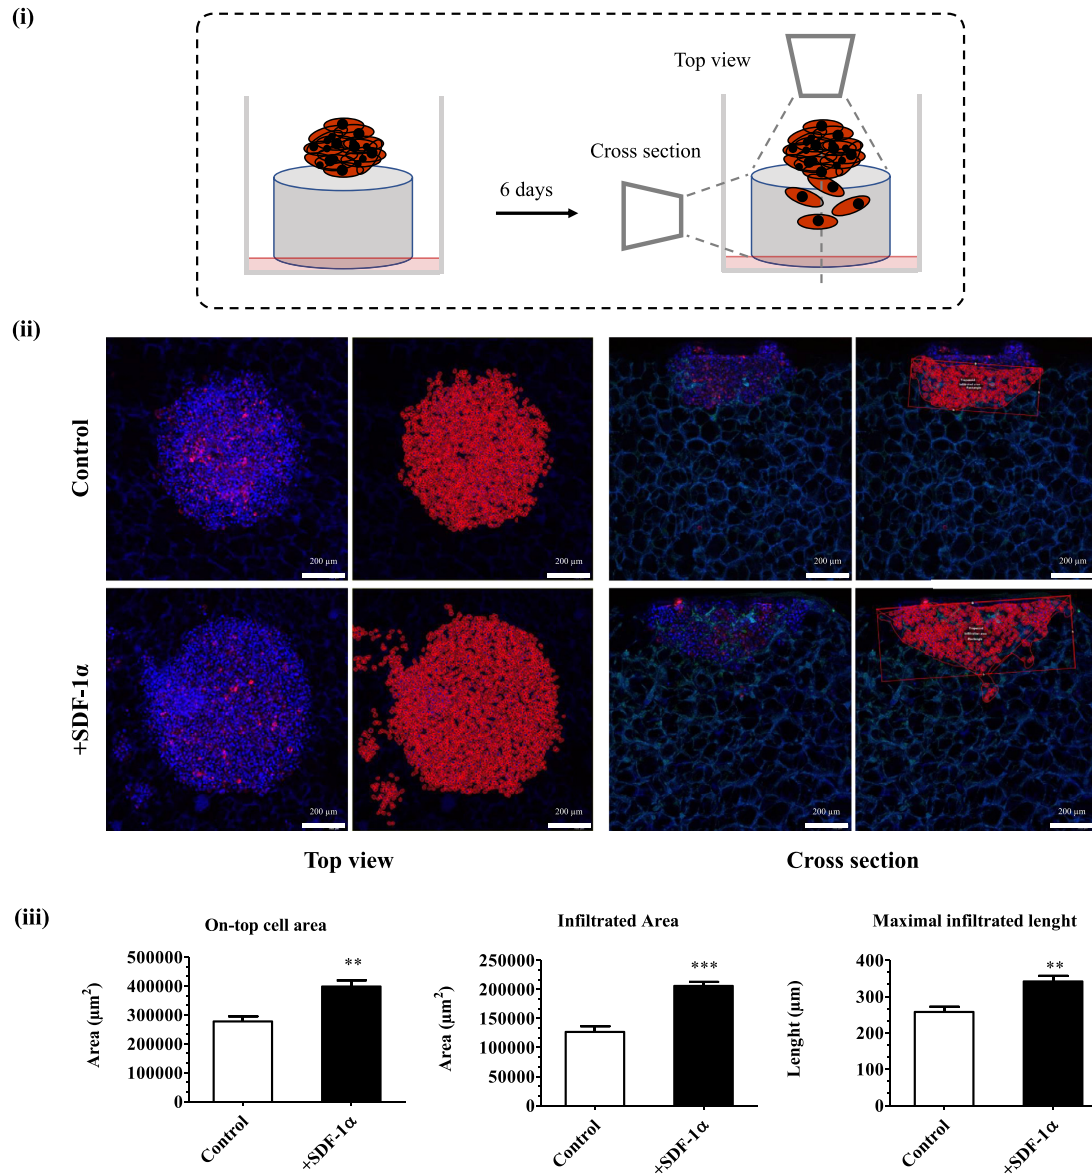 (i)
Top view
Cross section
6 days
(ii)
Control
200 µm
200 µm
200 µm
200 µm
+SDF-1α
200 µm
200 µm
200 µm
200 µm
Top view
Cross section
(iii)
On-top cell area
Area (µm²)
500000
400000
300000
200000
100000
0
**
Control
+SDF-1α
Infiltrated Area
Area (µm²)
250000
200000
150000
100000
50000
0
***
Control
+SDF-1α
Maximal infiltrated lenght
Lenght (µm)
400
300
200
100
0
**
Control
+SDF-1α